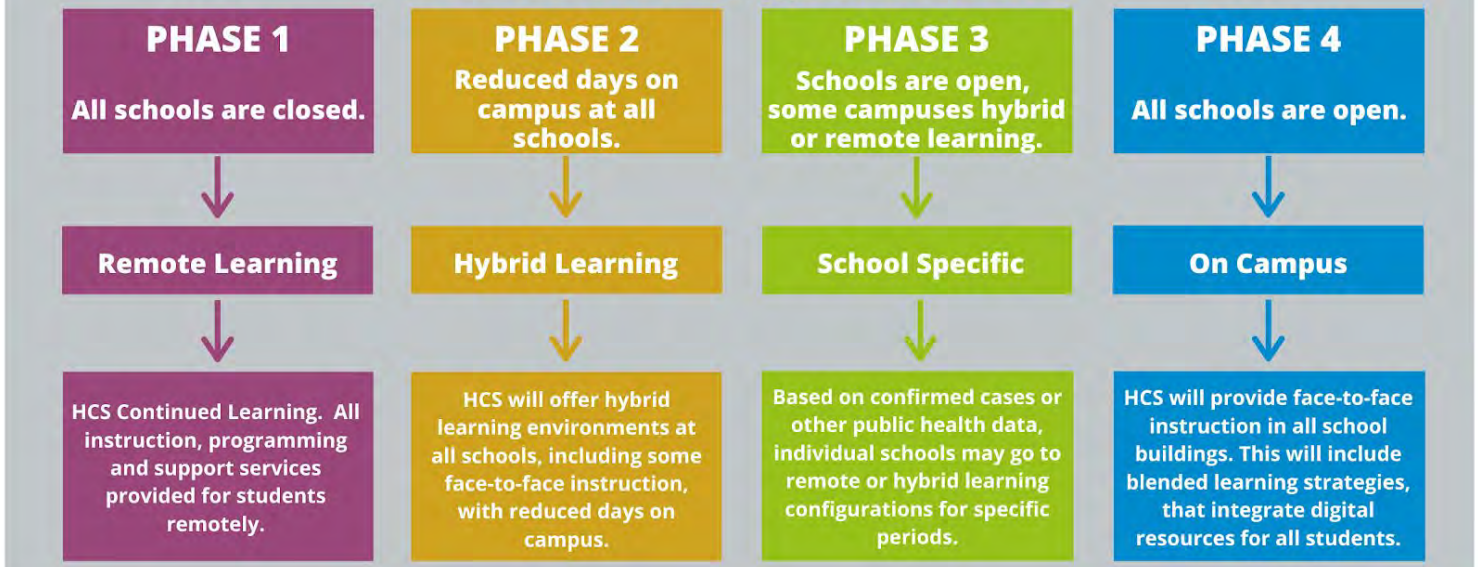 PHASE 1
All schools are closed.
Remote Learning
HCS Continued Learning.  All
instruction, programming
and support services
provided for students
remotely.
PHASE 2
Reduced days on
campus at all
schools.
Hybrid Learning
HCS will offer hybrid
learning environments at
all schools, including some
face-to-face instruction,
with reduced days on
campus.
PHASE 3
Schools are open,
some campuses hybrid
or remote learning.
School Specific
Based on confirmed cases or
other public health data,
individual schools may go to
remote or hybrid learning
configurations for specific
periods.
PHASE 4
All schools are open.
On Campus
HCS will provide face-to-face
instruction in all school
buildings. This will include
blended learning strategies,
that integrate digital
resources for all students.